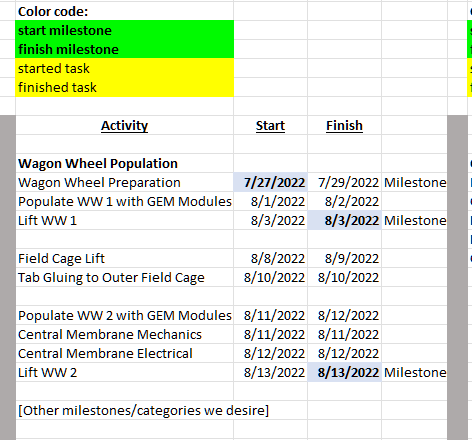 Color code:
start milestone
finish milestone
started task
finished task
Activity Start Finish
Wagon Wheel Population
Wagon Wheel Preparation 7/27/2022 7/29/2022 Milestone
Populate WW 1 with GEM Modules 8/1/2022 8/2/2022
Lift WW 1 8/3/2022 8/3/2022 Milestone
Field Cage Lift 8/8/2022 8/9/2022
Tab Gluing to Outer Field Cage 8/10/2022 8/10/2022
Populate WW 2 with GEM Modules 8/11/2022 8/12/2022
Central Membrane Mechanics 8/11/2022 8/11/2022
Central Membrane Electrical 8/12/2022 8/12/2022
Lift WW 2 8/13/2022 8/13/2022 Milestone
[Other milestones/categories we desire]